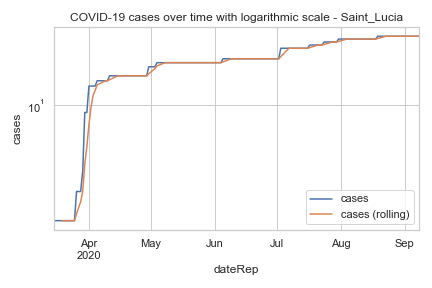 COVID-19 cases over time with logarithmic scale - Saint_Lucia
cases
10^1
Apr
2020
May
Jun
Jul
Aug
Sep
dateRep
cases
cases (rolling)